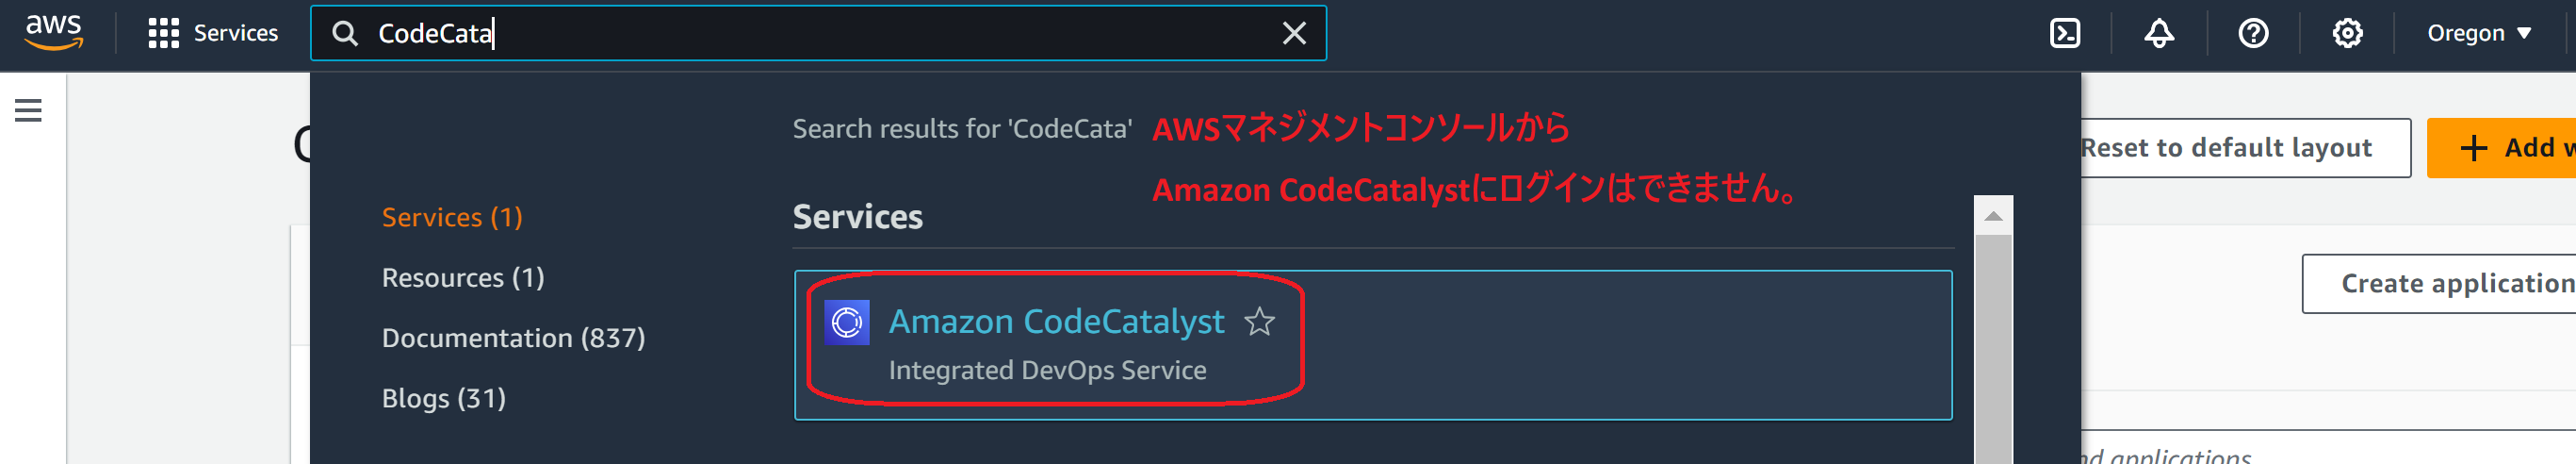 aws
Services
CodeCata
Oregon
Search results for 'CodeCata'
AWSマネジメントコンソールから
Amazon CodeCatalystにログインはできません。
Reset to default layout
Add
Services (1)
Resources (1)
Documentation (837)
Blogs (31)
Services
Amazon CodeCatalyst
Integrated DevOps Service
Create application
applications